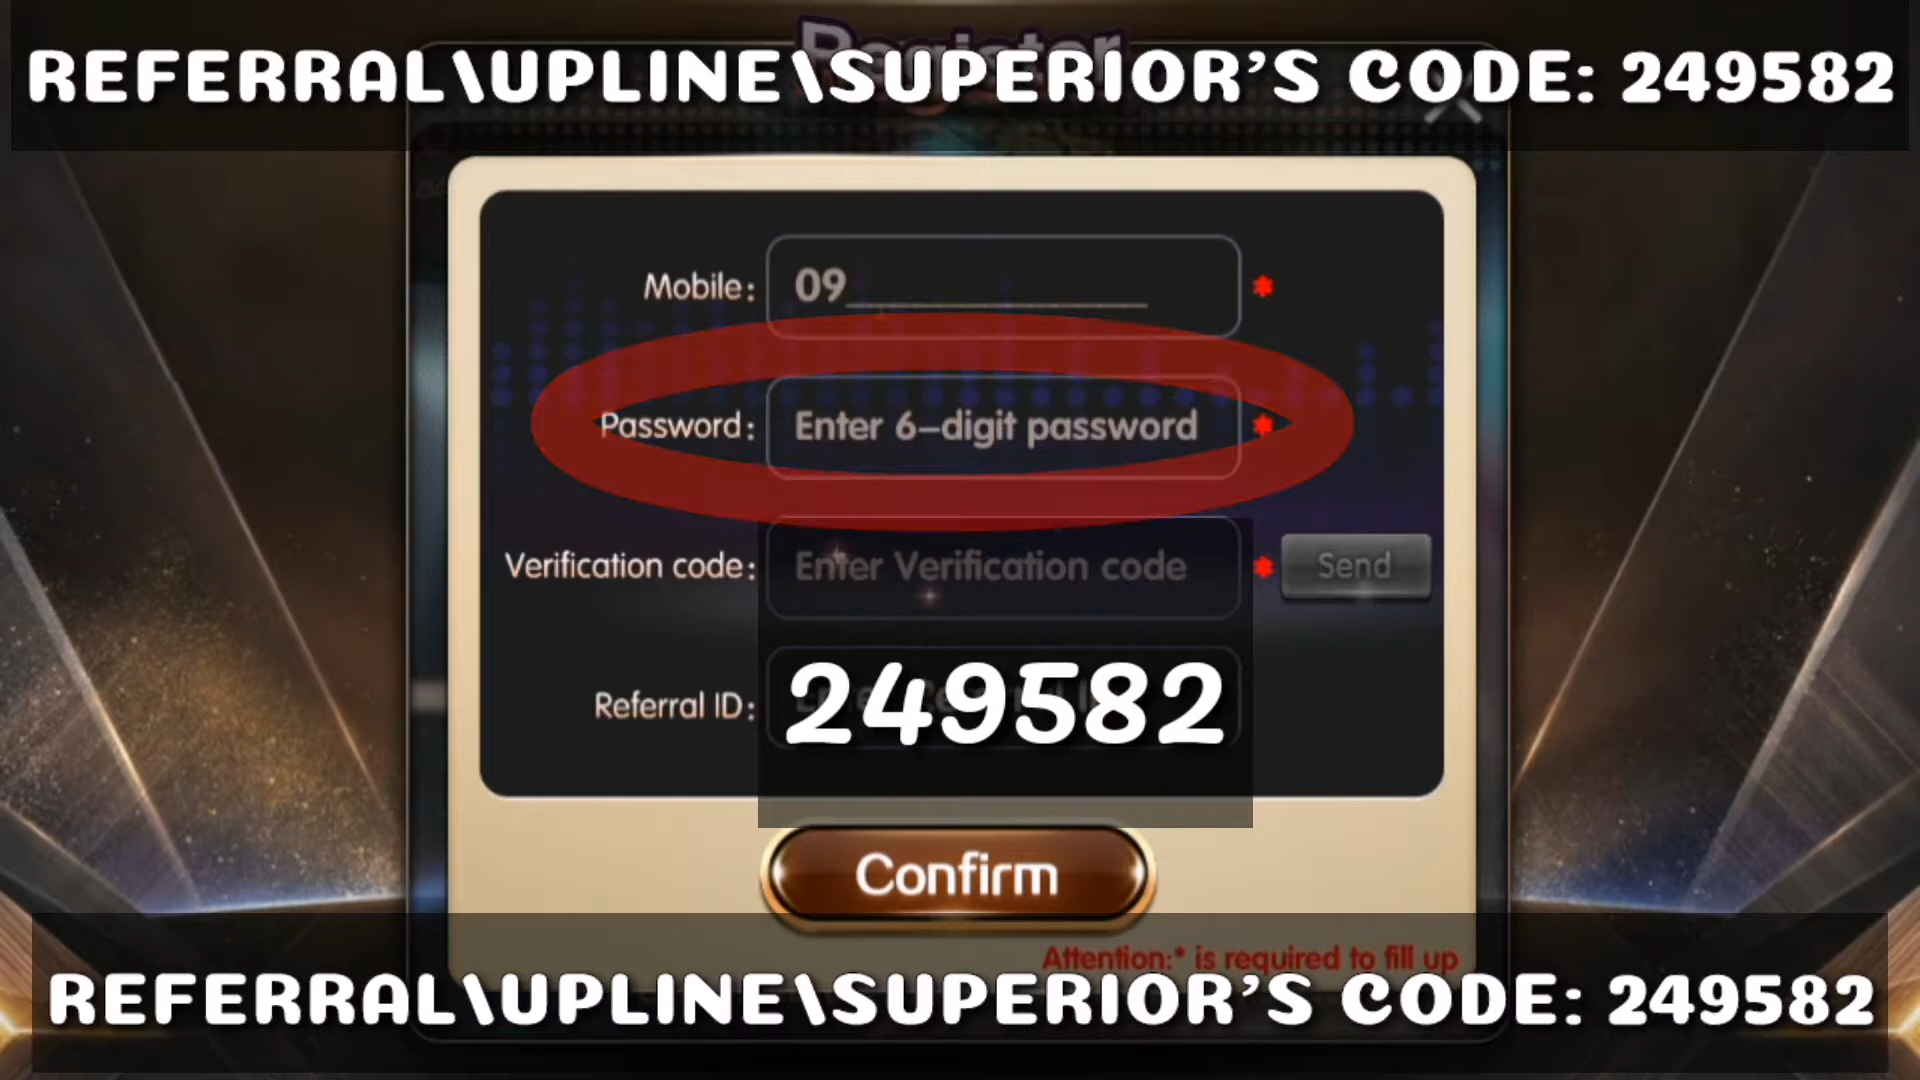 Register
REFERRAL\UPLINE\SUPERIOR'S CODE: 249582
Mobile: 09 *
Password: Enter 6-digit password *
Verification code: Enter Verification code * Send
Referral ID: 249582
Confirm
Attention:* is required to fill up
REFERRAL\UPLINE\SUPERIOR'S CODE: 249582